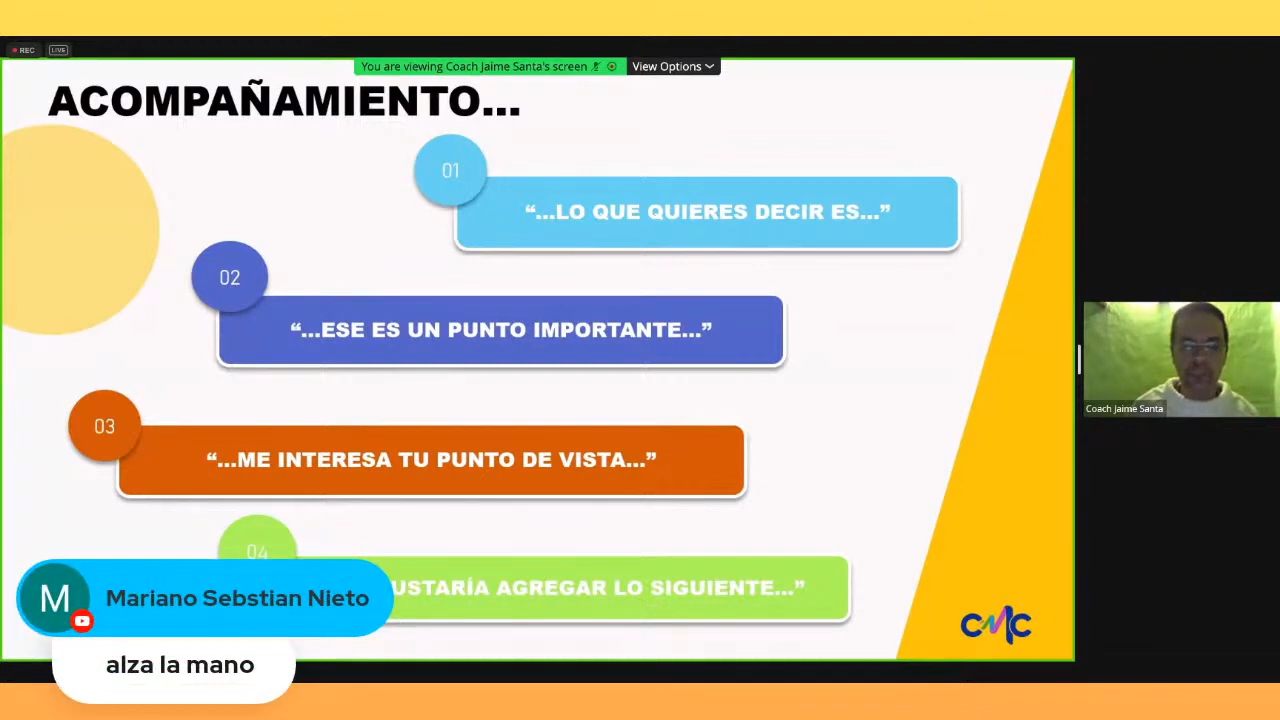 REC
LIVE
You are viewing Coach Jaime Santa's screen
View Options
ACOMPAÑAMIENTO...
01
“...LO QUE QUIERES DECIR ES...”
02
“...ESE ES UN PUNTO IMPORTANTE...”
03
“...ME INTERESA TU PUNTO DE VISTA...”
04
AGREGAR LO SIGUIENTE...”
Coach Jaime Santa
CMC
M
Mariano Sebstian Nieto
alza la mano